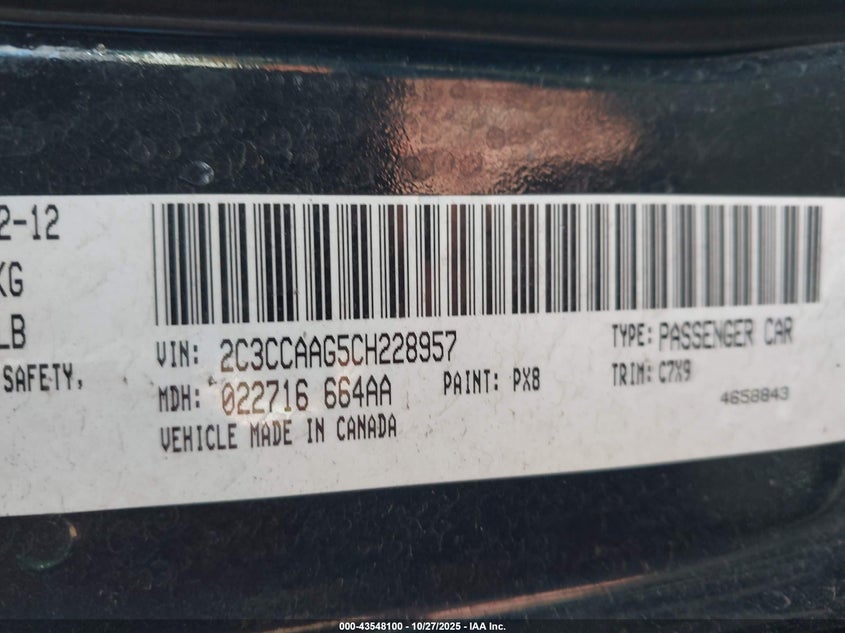 2-12
KG
LB
SAFETY,
VIN: 2C3CCAAG5CH228957
TYPE: PASSENGER CAR
MDH: 022716 664AA
PAINT: PX8
TRIM: C7X9
VEHICLE MADE IN CANADA
4658843
000-43548100 - 10/27/2025 - IAA Inc.